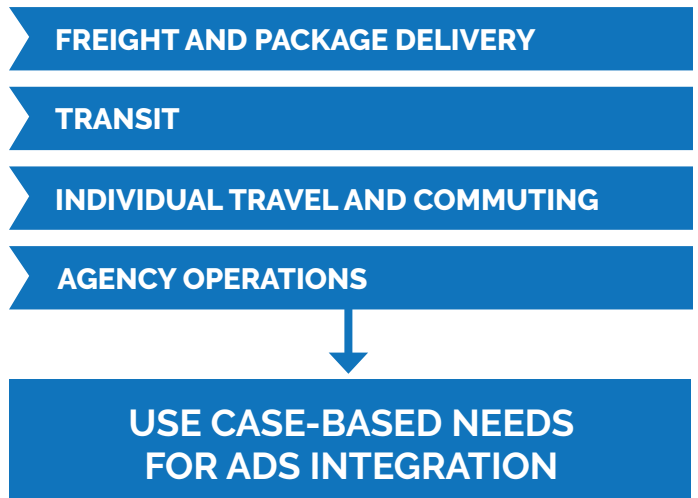 FREIGHT AND PACKAGE DELIVERY
TRANSIT
INDIVIDUAL TRAVEL AND COMMUTING
AGENCY OPERATIONS
USE CASE-BASED NEEDS
FOR ADS INTEGRATION